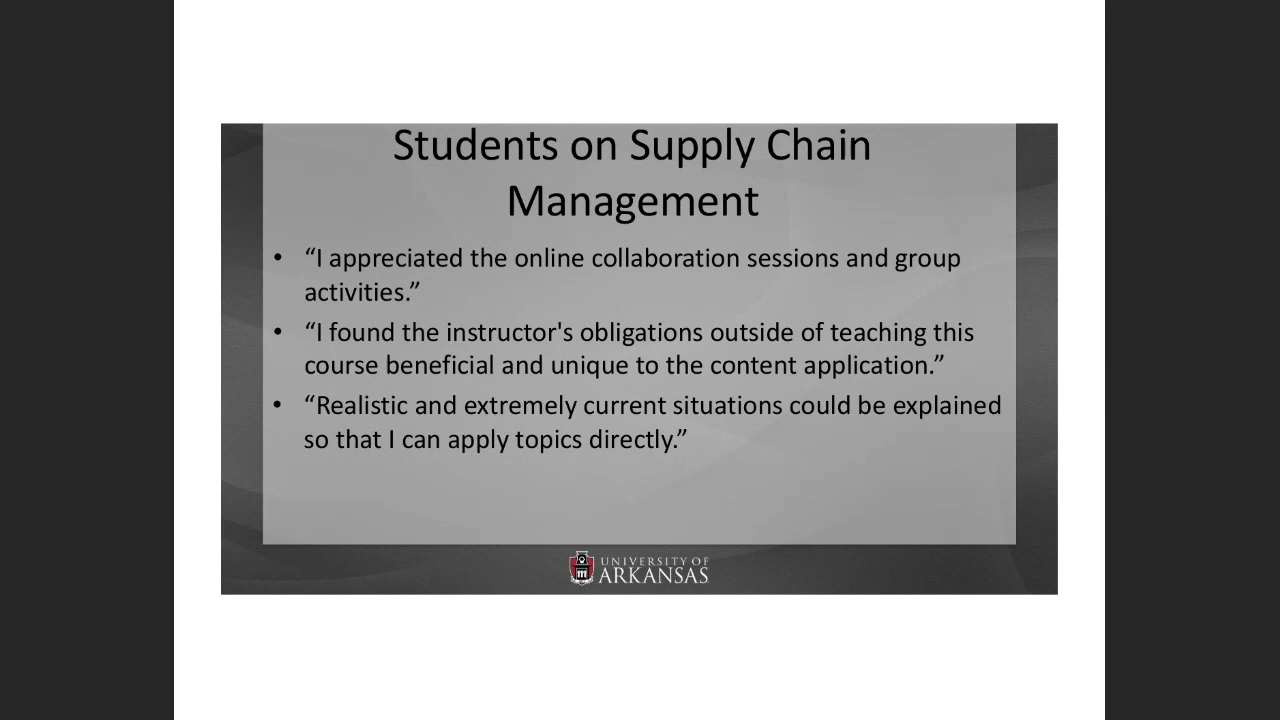 Students on Supply Chain
Management
• “I appreciated the online collaboration sessions and group
activities.”
• “I found the instructor's obligations outside of teaching this
course beneficial and unique to the content application.”
• “Realistic and extremely current situations could be explained
so that I can apply topics directly.”
UNIVERSITY OF
ARKANSAS